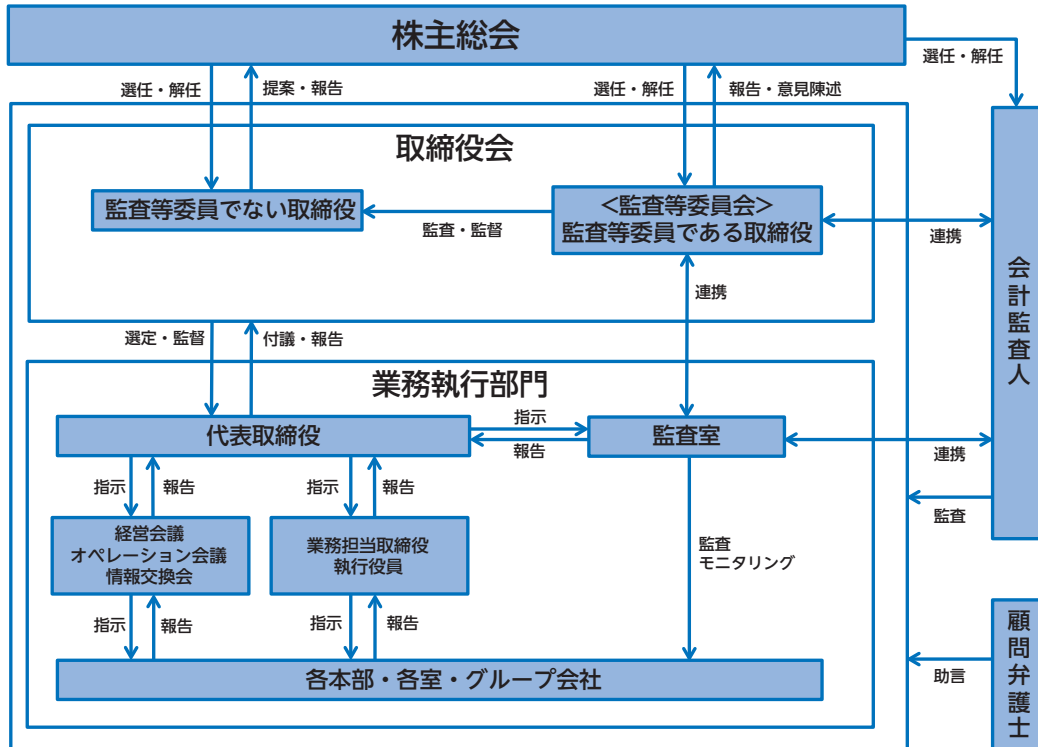 株主総会
選任・解任
提案・報告
選任・解任
報告・意見陳述
選任・解任
取締役会
監査等委員でない取締役
<監査等委員会>
監査等委員である取締役
監査・監督
連携
連携
会計監査人
選定・監督
付議・報告
業務執行部門
代表取締役
指示
報告
監査室
連携
監査
指示
報告
指示
報告
経営会議
オペレーション会議
情報交換会
業務担当取締役
執行役員
監査
モニタリング
指示
報告
指示
報告
各本部・各室・グループ会社
助言
顧問弁護士